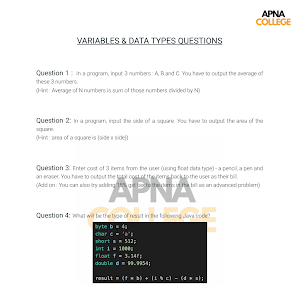 APNA
COLLEGE
VARIABLES & DATA TYPES QUESTIONS
Question 1 : In a program, input 3 numbers : A, B and C. You have to output the average of
these 3 numbers.
(Hint : Average of N numbers is sum of those numbers divided by N)
Question 2: In a program, input the side of a square. You have to output the area of the
square.
(Hint : area of a square is (side x side))
Question 3: Enter cost of 3 items from the user (using float data type) - a pencil, a pen and
an eraser. You have to output the total cost of the items back to the user as their bill.
(Add on : You can also try adding 18% gst tax to the items in the bill as an advanced problem)
APNA
COLLEGE
Question 4: What will be the type of result in the following Java code?
byte b = 4;
char c = 'a';
short s = 512;
int i = 1000;
float f = 3.14f;
double d = 99.9954;
result = (f * b) + (i % c) - (d * s);